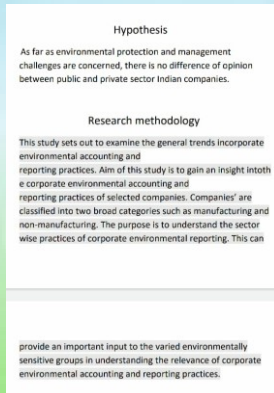 Hypothesis
As far as environmental protection and management
challenges are concerned, there is no difference of opinion
between public and private sector Indian companies.
Research methodology
This study sets out to examine the general trends incorporate
environmental accounting and
reporting practices. Aim of this study is to gain an insight intoth
e corporate environmental accounting and
reporting practices of selected companies. Companies' are
classified into two broad categories such as manufacturing and
non-manufacturing. The purpose is to understand the sector
wise practices of corporate environmental reporting. This can
provide an important input to the varied environmentally
sensitive groups in understanding the relevance of corporate
environmental accounting and reporting practices.